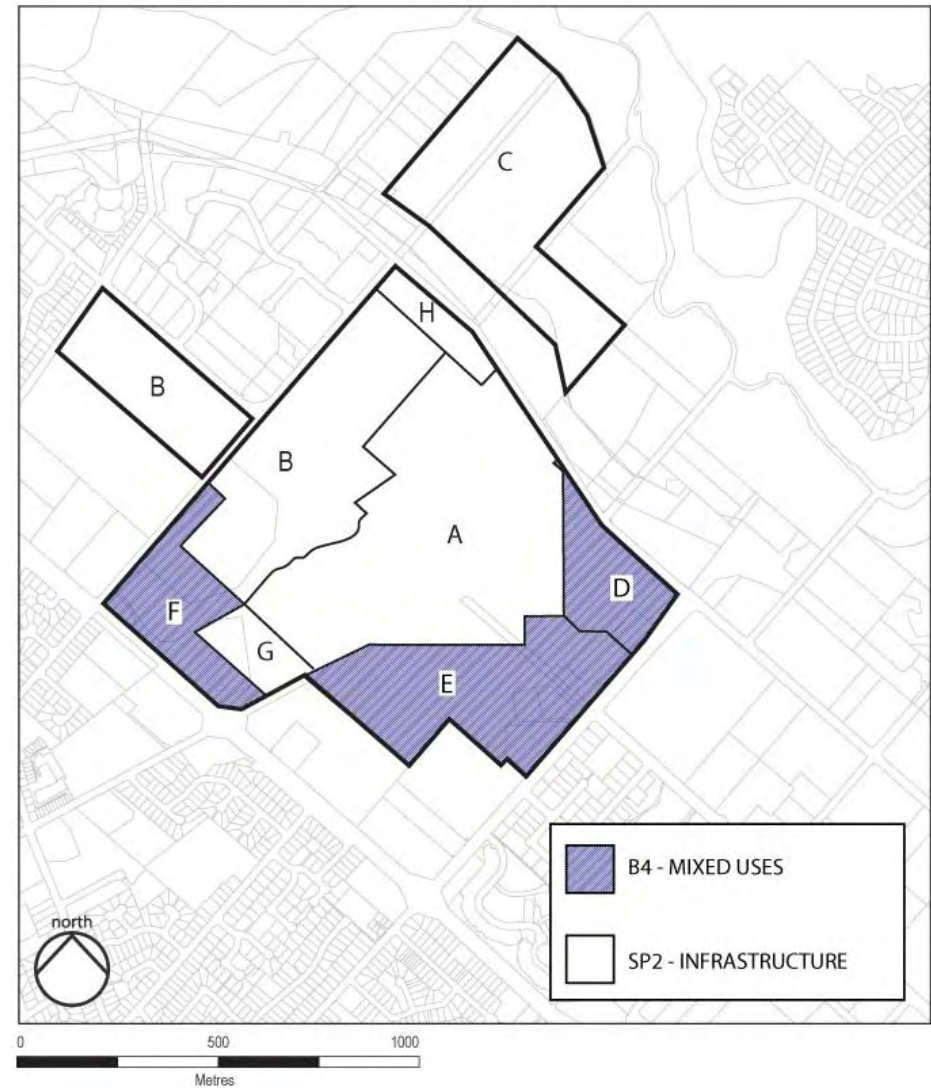 C
H
B
B
A
D
F
G
E
B4 - MIXED USES
north
SP2 - INFRASTRUCTURE
0 500 1000
Metres